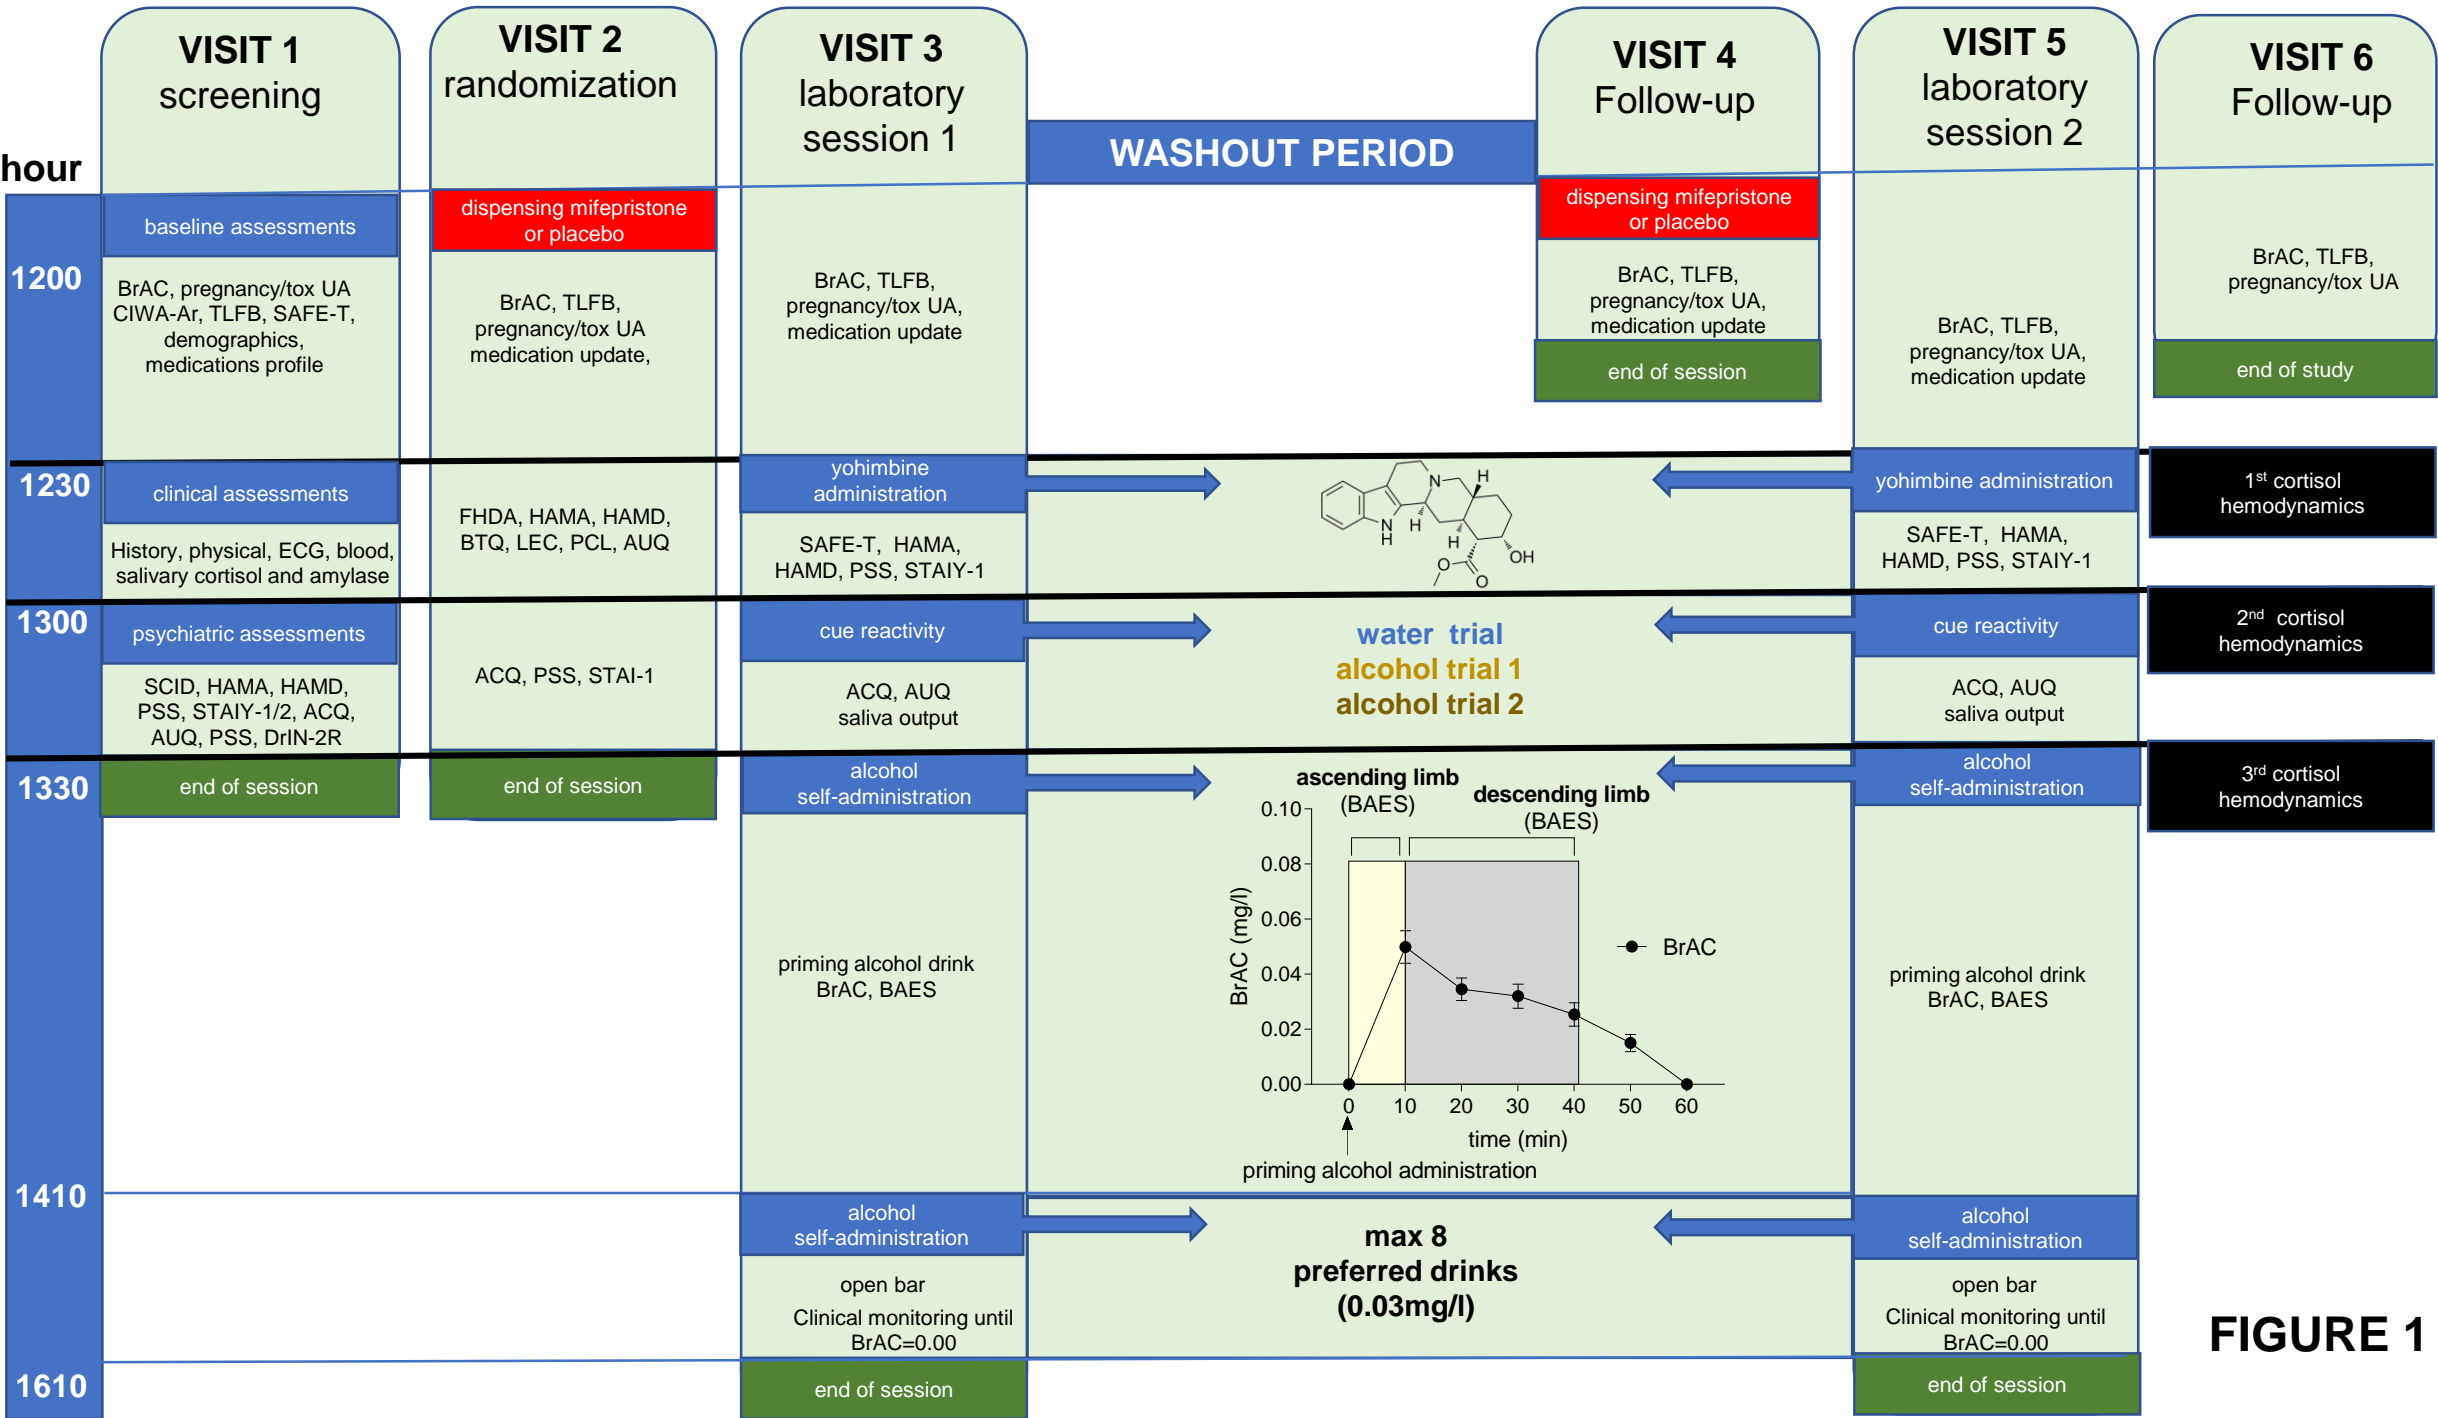 VISIT 1
screening
VISIT 2
randomization
VISIT 3
laboratory
session 1
WASHOUT PERIOD
VISIT 4
Follow-up
VISIT 5
laboratory
session 2
VISIT 6
Follow-up
hour
1200
baseline assessments
BrAC, pregnancy/tox UA
CIWA-Ar, TLFB, SAFE-T,
demographics,
medications profile
dispensing mifepristone
or placebo
BrAC, TLFB,
pregnancy/tox UA
medication update,
BrAC, TLFB,
pregnancy/tox UA,
medication update
dispensing mifepristone
or placebo
BrAC, TLFB,
pregnancy/tox UA,
medication update
end of session
BrAC, TLFB,
pregnancy/tox UA,
medication update
BrAC, TLFB,
pregnancy/tox UA
end of study
1230
clinical assessments
History, physical, ECG, blood,
salivary cortisol and amylase
FHDA, HAMA, HAMD,
BTQ, LEC, PCL, AUQ
yohimbine
administration
SAFE-T, HAMA,
HAMD, PSS, STAIY-1
N
H
H
N
H
H
OH
O
O
yohimbine administration
SAFE-T, HAMA,
HAMD, PSS, STAIY-1
1st cortisol
hemodynamics
1300
psychiatric assessments
SCID, HAMA, HAMD,
PSS, STAIY-1/2, ACQ,
AUQ, PSS, DrIN-2R
ACQ, PSS, STAI-1
cue reactivity
ACQ, AUQ
saliva output
water trial
alcohol trial 1
alcohol trial 2
cue reactivity
ACQ, AUQ
saliva output
2nd cortisol
hemodynamics
1330
end of session
end of session
alcohol
self-administration
priming alcohol drink
BrAC, BAES
ascending limb
(BAES)
descending limb
(BAES)
BrAC (mg/l)
0.10
0.08
0.06
0.04
0.02
0.00
BrAC
0 10 20 30 40 50 60
time (min)
priming alcohol administration
alcohol
self-administration
priming alcohol drink
BrAC, BAES
3rd cortisol
hemodynamics
1410
alcohol
self-administration
open bar
Clinical monitoring until
BrAC=0.00
max 8
preferred drinks
(0.03mg/l)
alcohol
self-administration
open bar
Clinical monitoring until
BrAC=0.00
FIGURE 1
1610
end of session
end of session